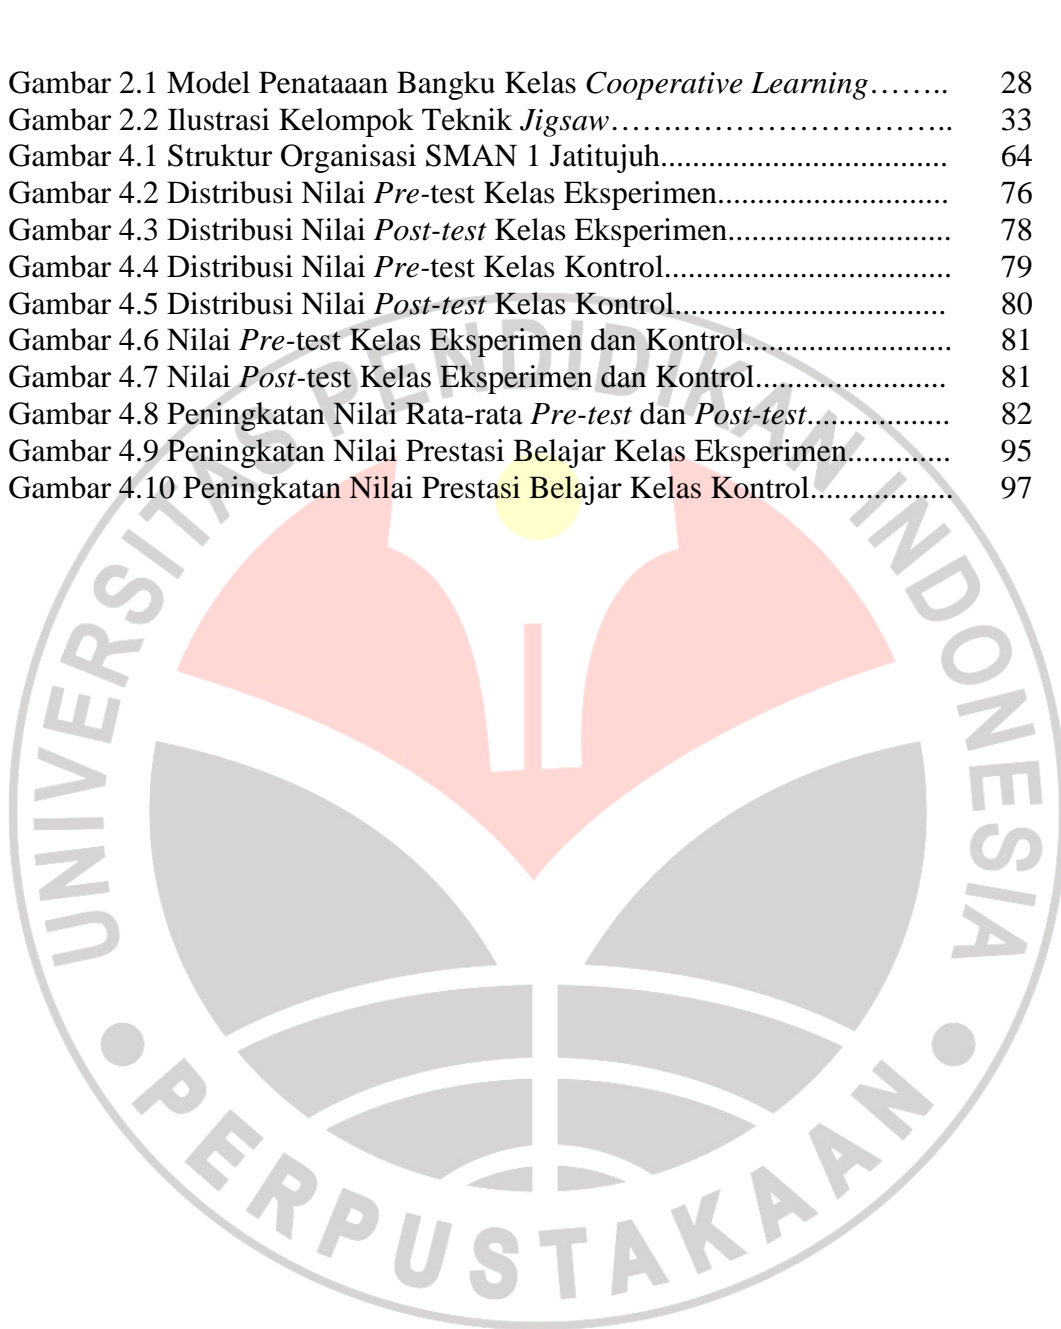 Gambar 2.1 Model Penataaan Bangku Kelas Cooperative Learning…….. 28
Gambar 2.2 Ilustrasi Kelompok Teknik Jigsaw…….……………………….. 33
Gambar 4.1 Struktur Organisasi SMAN 1 Jatitujuh.................................... 64
Gambar 4.2 Distribusi Nilai Pre-test Kelas Eksperimen............................. 76
Gambar 4.3 Distribusi Nilai Post-test Kelas Eksperimen............................ 78
Gambar 4.4 Distribusi Nilai Pre-test Kelas Kontrol.................................... 79
Gambar 4.5 Distribusi Nilai Post-test Kelas Kontrol.................................. 80
Gambar 4.6 Nilai Pre-test Kelas Eksperimen dan Kontrol.......................... 81
Gambar 4.7 Nilai Post-test Kelas Eksperimen dan Kontrol........................ 81
Gambar 4.8 Peningkatan Nilai Rata-rata Pre-test dan Post-test.................. 82
Gambar 4.9 Peningkatan Nilai Prestasi Belajar Kelas Eksperimen............. 95
Gambar 4.10 Peningkatan Nilai Prestasi Belajar Kelas Kontrol.................. 97
UNIVERSITAS PENDIDIKAN INDONESIA
PERPUSTAKAAN